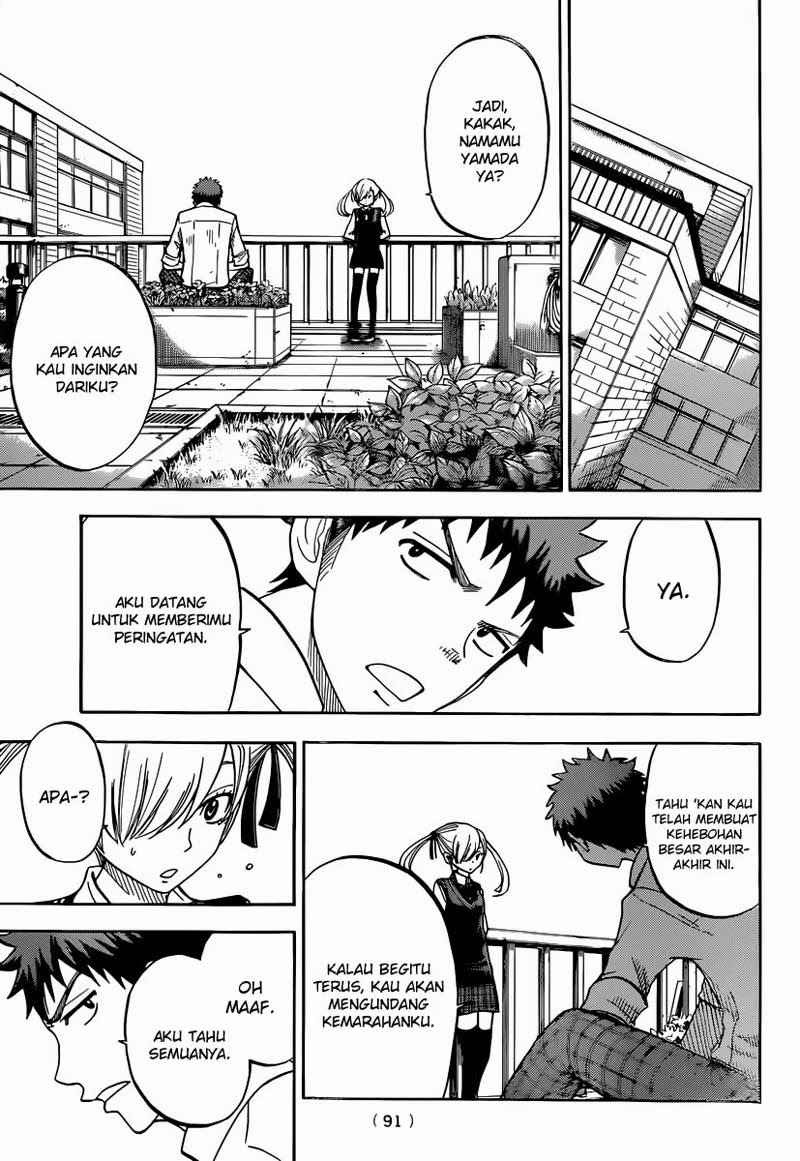 JADI,
KAKAK,
NAMAMU
YAMADA
YA?
APA YANG
KAU INGINKAN
DARIKU?
YA.
AKU DATANG
UNTUK MEMBERIMU
PERINGATAN.
TAHU 'KAN KAU
TELAH MEMBUAT
KEHEBOHAN
BESAR AKHIR-
AKHIR INI.
KALAU BEGITU
TERUS, KAU AKAN
MENGUNDANG
KEMARAHANKU.
APA-?
OH
MAAF.
AKU TAHU
SEMUANYA.
( 91 )